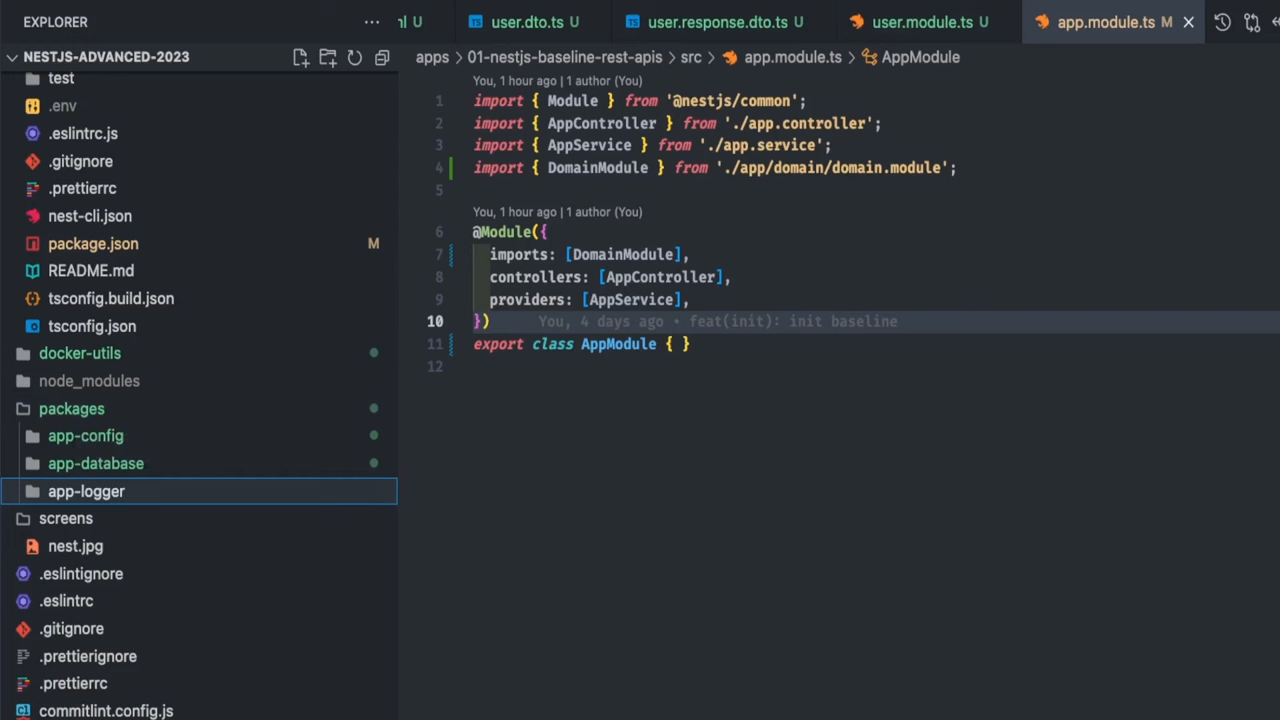 EXPLORER
NESTJS-ADVANCED-2023
test
.env
.eslintrc.js
.gitignore
.prettierrc
nest-cli.json
package.json M
README.md
tsconfig.build.json
tsconfig.json
docker-utils
node_modules
packages
app-config
app-database
app-logger
screens
nest.jpg
.eslintignore
.eslintrc
.gitignore
.prettierignore
.prettierrc
commitlint.config.js
U user.dto.ts U user.response.dto.ts U user.module.ts U app.module.ts M
apps > 01-nestjs-baseline-rest-apis > src > app.module.ts > AppModule
You, 1 hour ago | 1 author (You)
1 import { Module } from '@nestjs/common';
2 import { AppController } from './app.controller';
3 import { AppService } from './app.service';
4 import { DomainModule } from './app/domain/domain.module';
5
You, 1 hour ago | 1 author (You)
6 @Module({
7 imports: [DomainModule],
8 controllers: [AppController],
9 providers: [AppService],
10 }) You, 4 days ago • feat(init): init baseline
11 export class AppModule { }
12